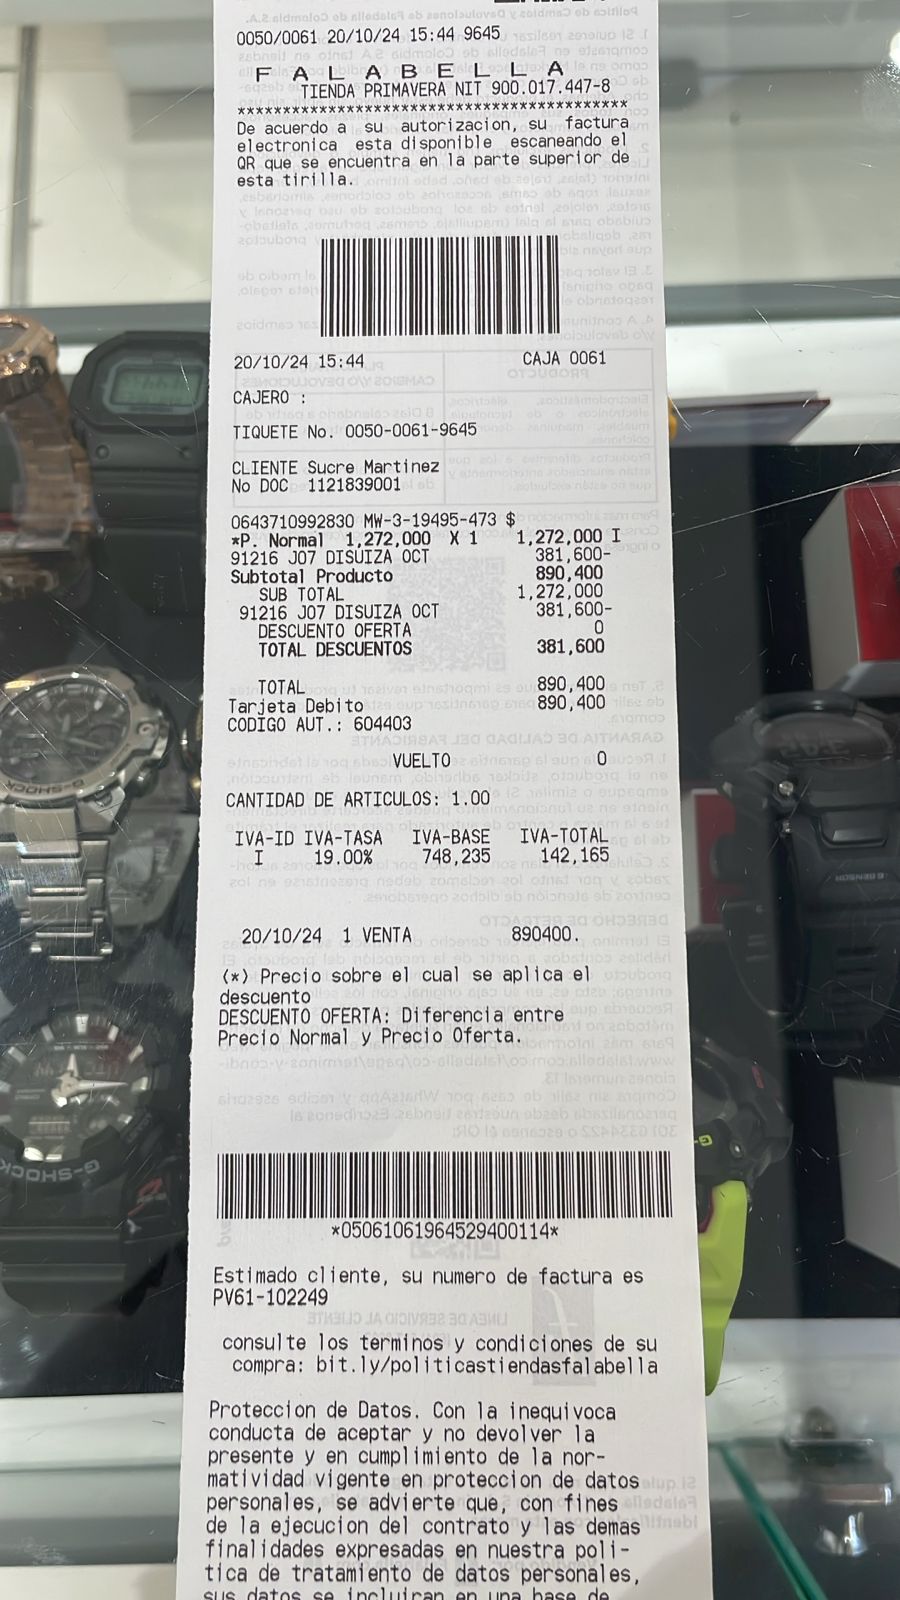 0050/0061 20/10/24 15:44 9645
F A L A B E L L A
TIENDA PRIMAVERA NIT 900.017.447-8
********************************************
De acuerdo a su autorizacion, su factura
electronica esta disponible escaneando el
QR que se encuentra en la parte superior de
esta tirilla.
20/10/24 15:44 CAJA 0061
CAJERO :
TIQUETE No. 0050-0061-9645
CLIENTE Sucre Martinez
No DOC 1121839001
0643710992830 MW-3-19495-473 $
*P. Normal 1,272,000 X 1 1,272,000 I
91216 J07 DISUIZA OCT 381,600-
Subtotal Producto 890,400
SUB TOTAL 1,272,000
91216 J07 DISUIZA OCT 381,600-
DESCUENTO OFERTA 0
TOTAL DESCUENTOS 381,600
TOTAL 890,400
Tarjeta Debito 890,400
CODIGO AUT.: 604403
VUELTO 0
CANTIDAD DE ARTICULOS: 1.00
IVA-ID IVA-TASA IVA-BASE IVA-TOTAL
I 19.00% 748,235 142,165
20/10/24 1 VENTA 890400.
(*) Precio sobre el cual se aplica el
descuento
DESCUENTO OFERTA: Diferencia entre
Precio Normal y Precio Oferta.
*05061061964529400114*
Estimado cliente, su numero de factura es
PV61-102249
consulte los terminos y condiciones de su
compra: bit.ly/politicastiendasfalabella
Proteccion de Datos. Con la inequivoca
conducta de aceptar y no devolver la
presente y en cumplimiento de la nor-
matividad vigente en proteccion de datos
personales, se advierte que, con fines
de la ejecucion del contrato y las demas
finalidades expresadas en nuestra poli-
tica de tratamiento de datos personales,
sus datos se incluiran en una base de
G-SHOCK